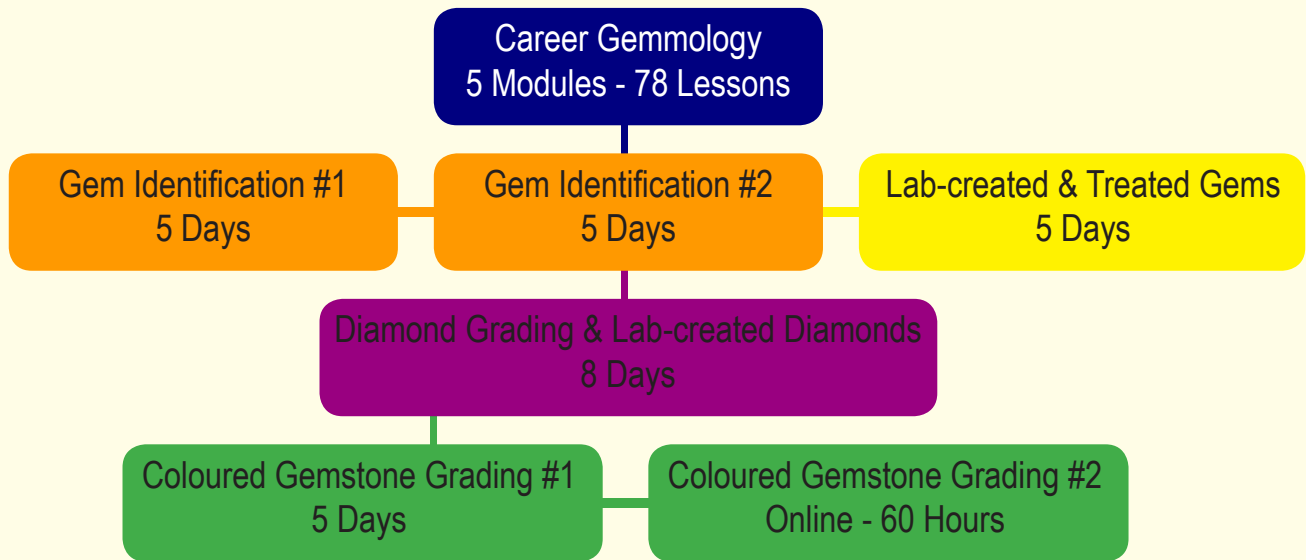 Career Gemmology
5 Modules - 78 Lessons
Gem Identification #1
5 Days
Gem Identification #2
5 Days
Lab-created & Treated Gems
5 Days
Diamond Grading & Lab-created Diamonds
8 Days
Coloured Gemstone Grading #1
5 Days
Coloured Gemstone Grading #2
Online - 60 Hours